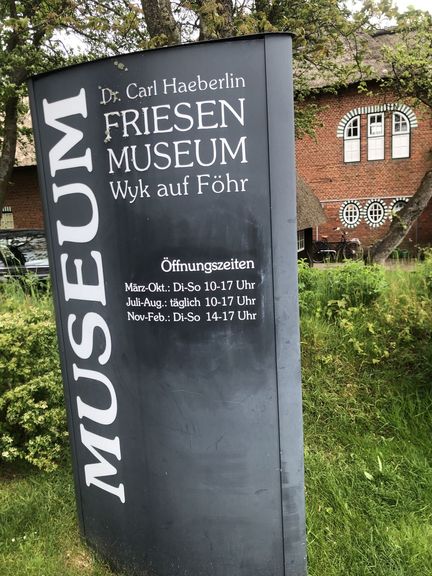 MUSEUM
Dr. Carl Haeberlin
FRIESEN
MUSEUM
Wyk auf Föhr
Öffnungszeiten
März-Okt.: Di-So 10-17 Uhr
Juli-Aug.: täglich 10-17 Uhr
Nov-Feb.: Di-So 14-17 Uhr